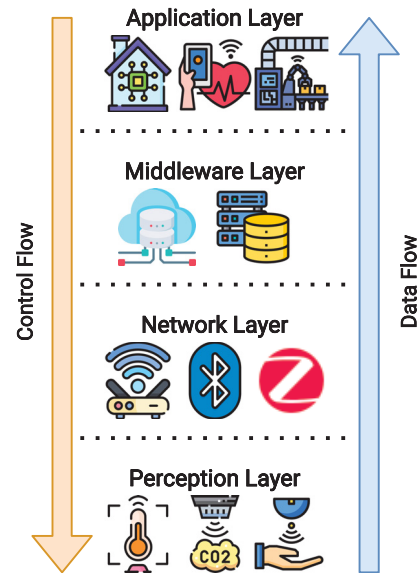 Application Layer
Middleware Layer
Control Flow
Data Flow
Network Layer
Perception Layer
CO2